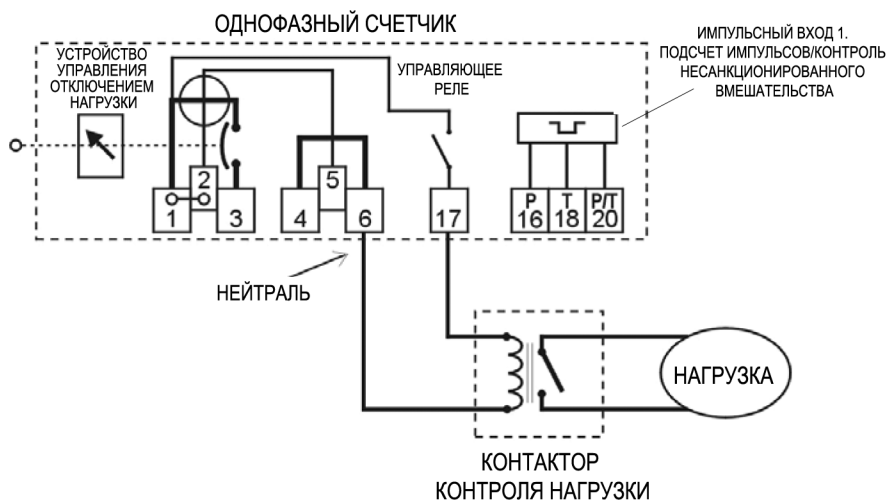 ОДНОФАЗНЫЙ СЧЕТЧИК
УСТРОЙСТВО
УПРАВЛЕНИЯ
ОТКЛЮЧЕНИЕМ
НАГРУЗКИ
УПРАВЛЯЮЩЕЕ
РЕЛЕ
ИМПУЛЬСНЫЙ ВХОД 1.
ПОДСЧЕТ ИМПУЛЬСОВ/КОНТРОЛЬ
НЕСАНКЦИОНИРОВАННОГО
ВМЕШАТЕЛЬСТВА
1
2
3
4
5
6
17
P
16
T
18
P/T
20
НЕЙТРАЛЬ
НАГРУЗКА
КОНТАКТОР
КОНТРОЛЯ НАГРУЗКИ